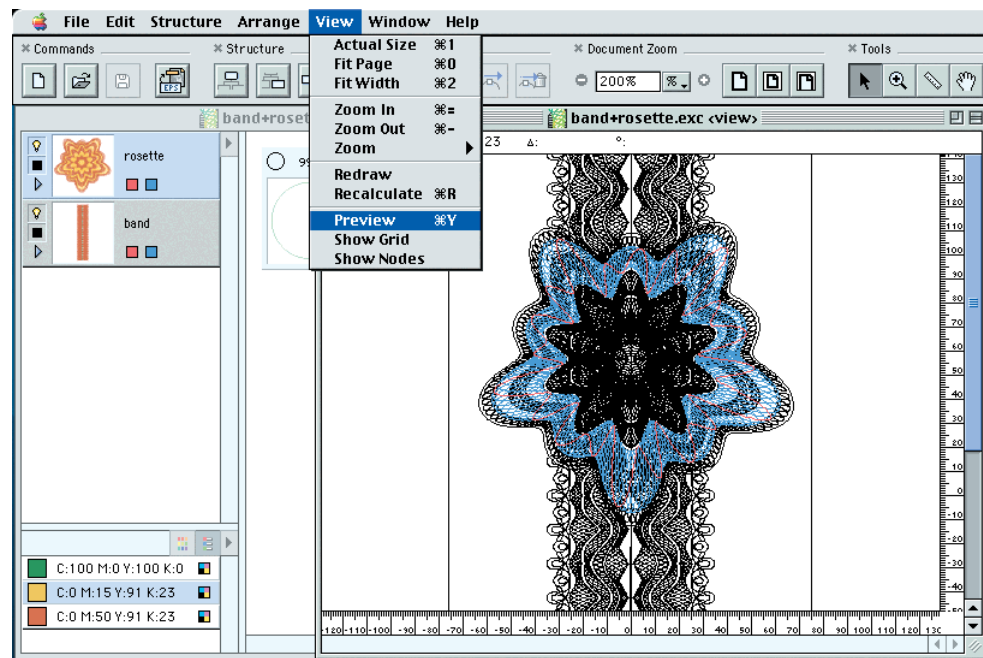 File Edit Structure Arrange View Window Help
Commands
Structure
Document Zoom
Tools
EPS
200%
%
Actual Size ⌘1
Fit Page ⌘0
Fit Width ⌘2
Zoom In ⌘=
Zoom Out ⌘-
Zoom
Redraw
Recalculate ⌘R
Preview ⌘Y
Show Grid
Show Nodes
band+roset
band+rosette.exc <view>
23 Δ: °:
rosette
band
C:100 M:0 Y:100 K:0
C:0 M:15 Y:91 K:23
C:0 M:50 Y:91 K:23
130
120
110
100
90
80
70
60
50
40
30
20
10
0
-10
-20
-30
-40
-120 -110 -100 -90 -80 -70 -60 -50 -40 -30 -20 -10 0 10 20 30 40 50 60 70 80 90 100 110 120